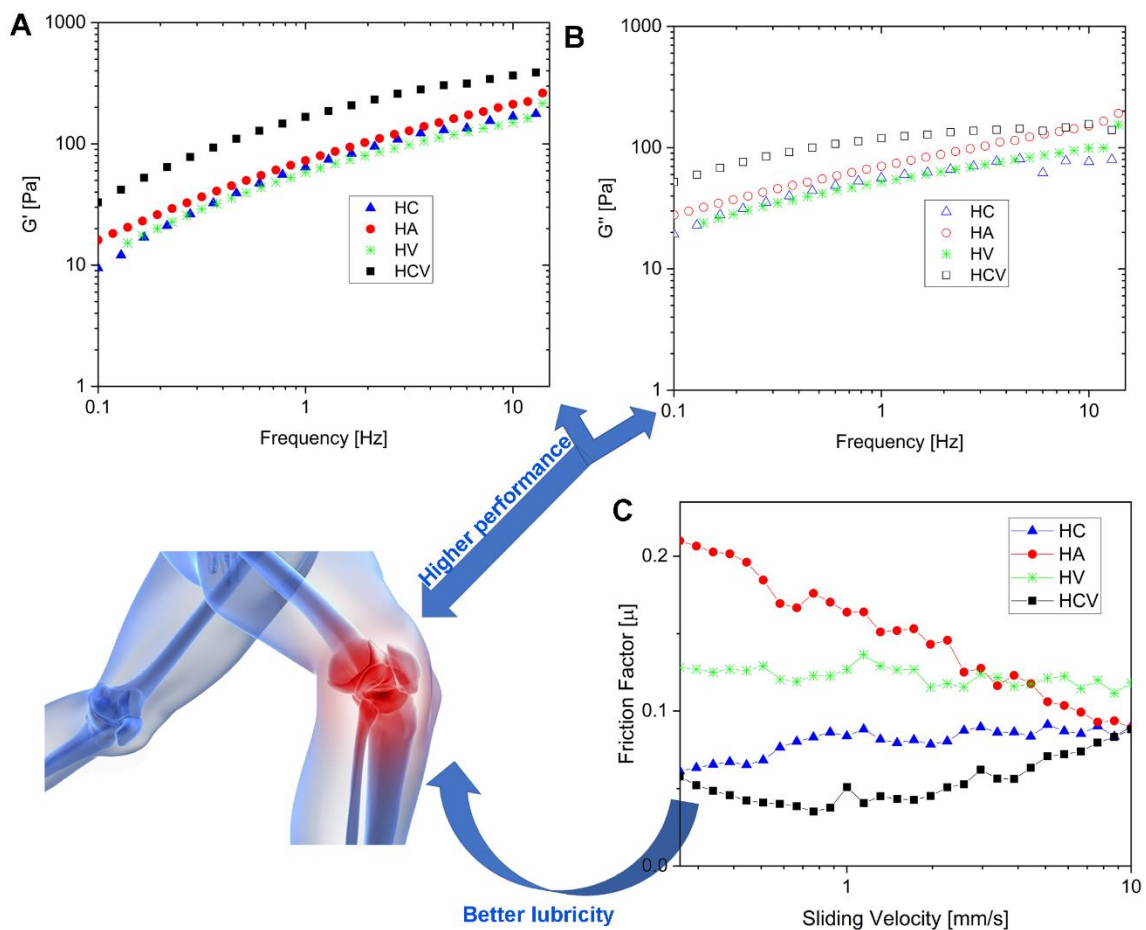 A
1000
100
10
1
G' [Pa]
HC
HA
HV
HCV
0.1
1
10
Frequency [Hz]
B
1000
100
10
1
G'' [Pa]
HC
HA
HV
HCV
0.1
1
10
Frequency [Hz]
Higher performance
C
0.2
0.1
0.0
Friction Factor [μ]
HC
HA
HV
HCV
1
10
Sliding Velocity [mm/s]
Better lubricity